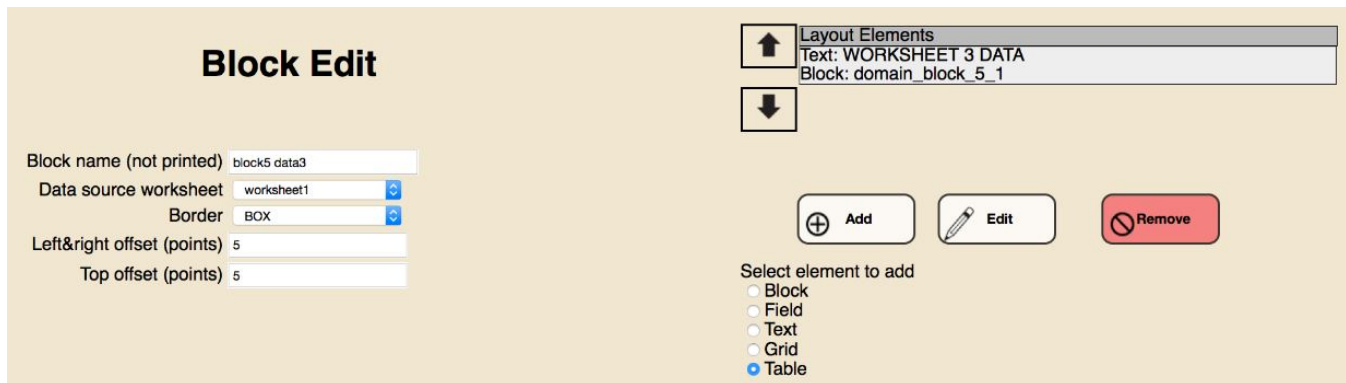 Block Edit
Block name (not printed) block5 data3
Data source worksheet worksheet1
Border BOX
Left&right offset (points) 5
Top offset (points) 5
Layout Elements
Text: WORKSHEET 3 DATA
Block: domain_block_5_1
Add Edit Remove
Select element to add
Block
Field
Text
Grid
Table